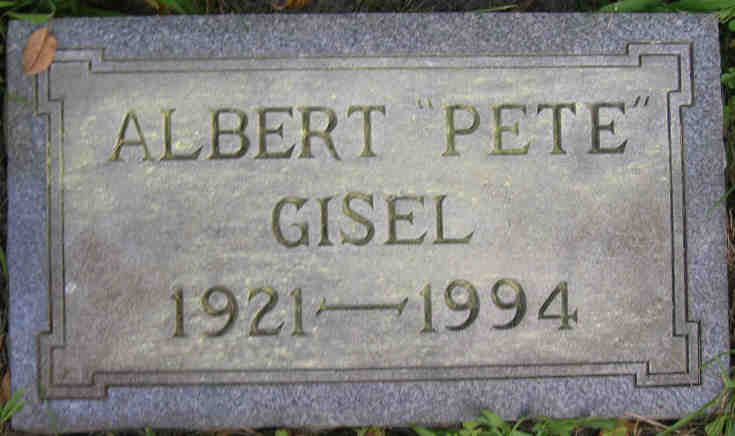 ALBERT "PETE"
GISEL
1921—1994